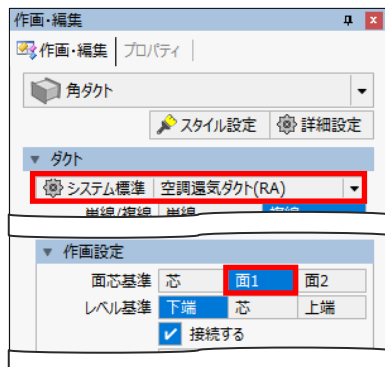 作画・編集
作画・編集 プロパティ
角ダクト
スタイル設定 詳細設定
ダクト
システム標準 空調還気ダクト(RA)
単線/複線 単線 複線
作画設定
面芯基準 芯 面1 面2
レベル基準 下端 芯 上端
接続する